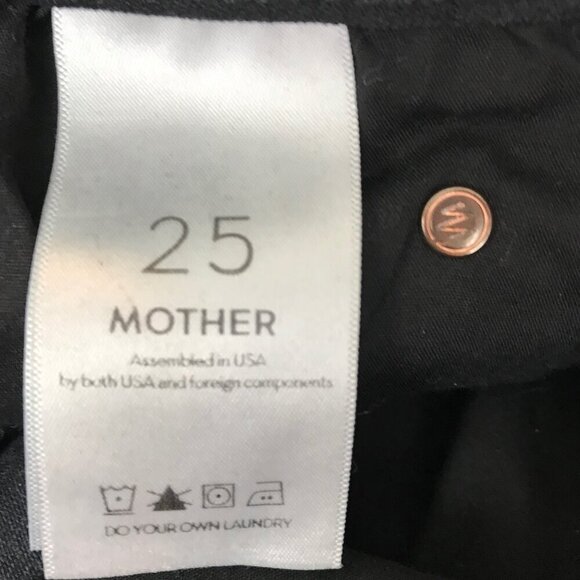 25
MOTHER
Assembled in USA
by both USA and foreign components
DO YOUR OWN LAUNDRY